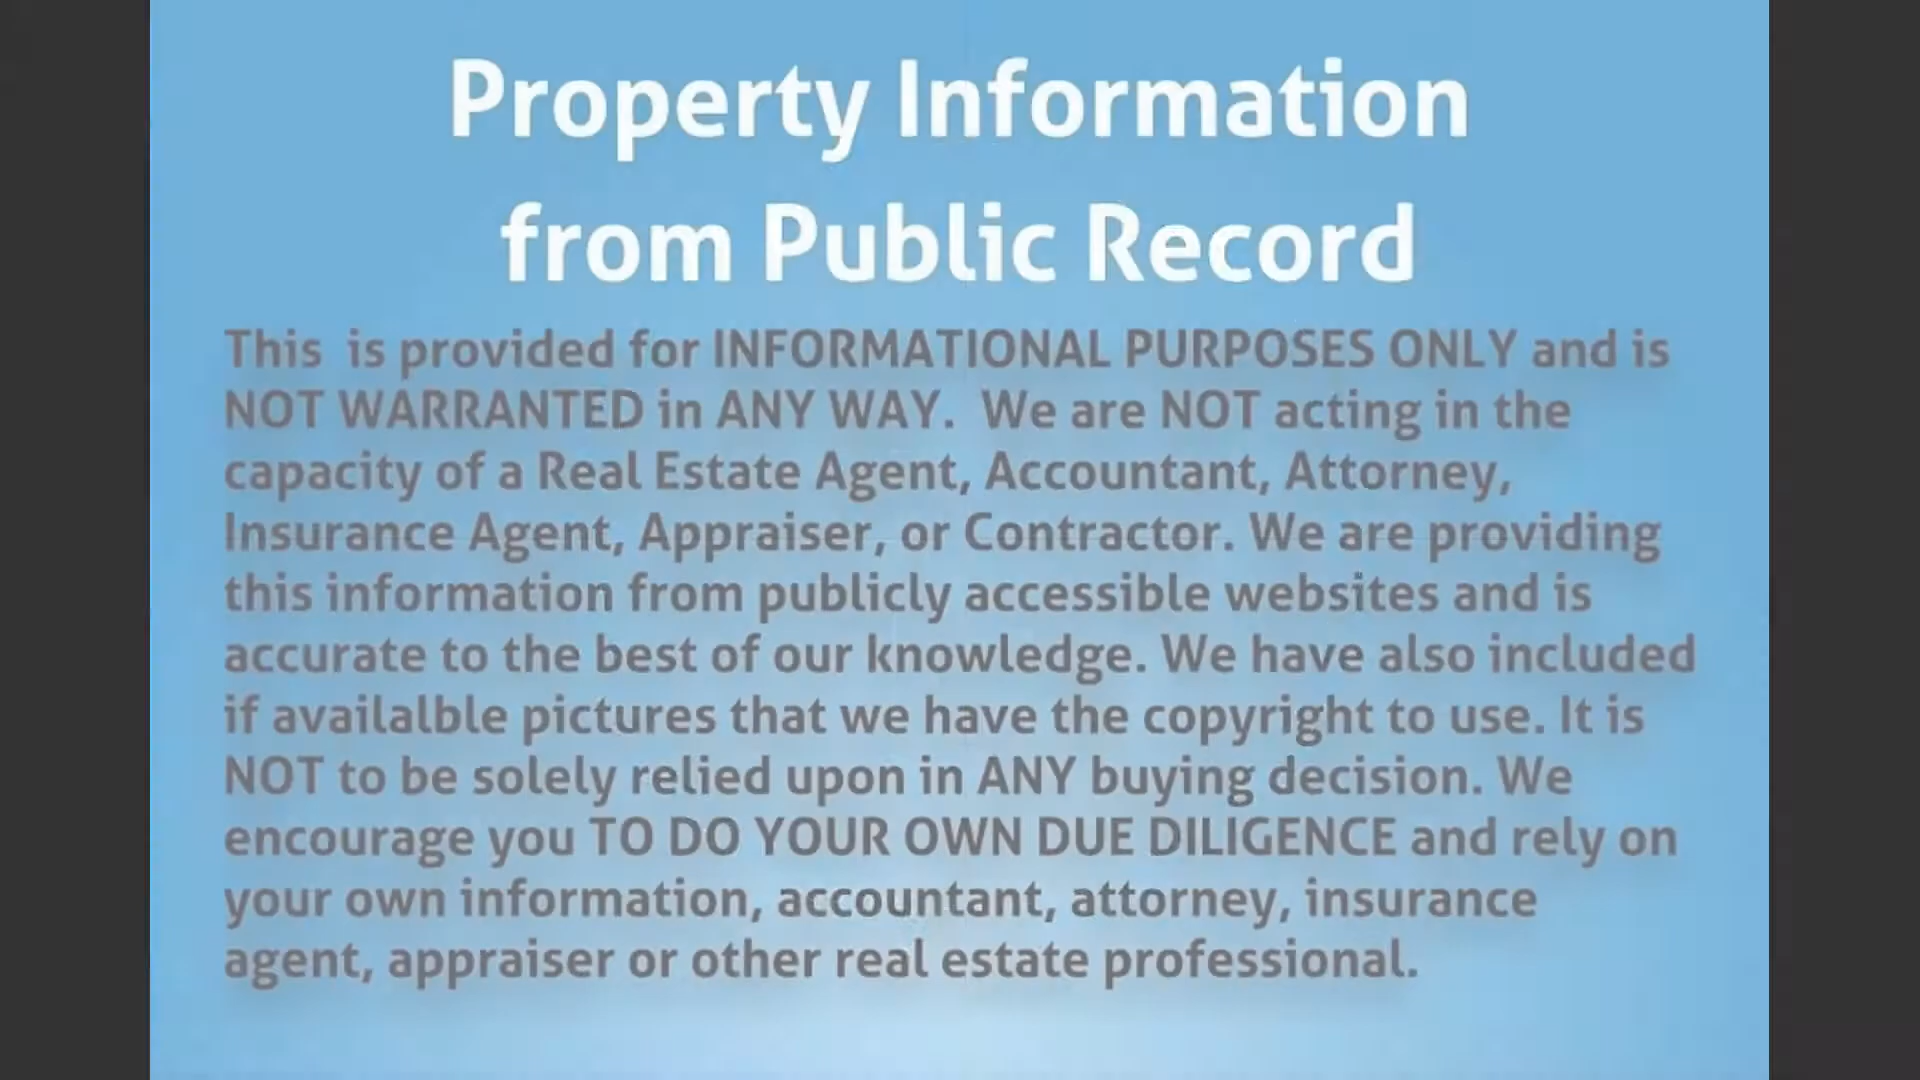 Property Information
from Public Record
This  is provided for INFORMATIONAL PURPOSES ONLY and is
NOT WARRANTED in ANY WAY.  We are NOT acting in the
capacity of a Real Estate Agent, Accountant, Attorney,
Insurance Agent, Appraiser, or Contractor. We are providing
this information from publicly accessible websites and is
accurate to the best of our knowledge. We have also included
if availalble pictures that we have the copyright to use. It is
NOT to be solely relied upon in ANY buying decision. We
encourage you TO DO YOUR OWN DUE DILIGENCE and rely on
your own information, accountant, attorney, insurance
agent, appraiser or other real estate professional.